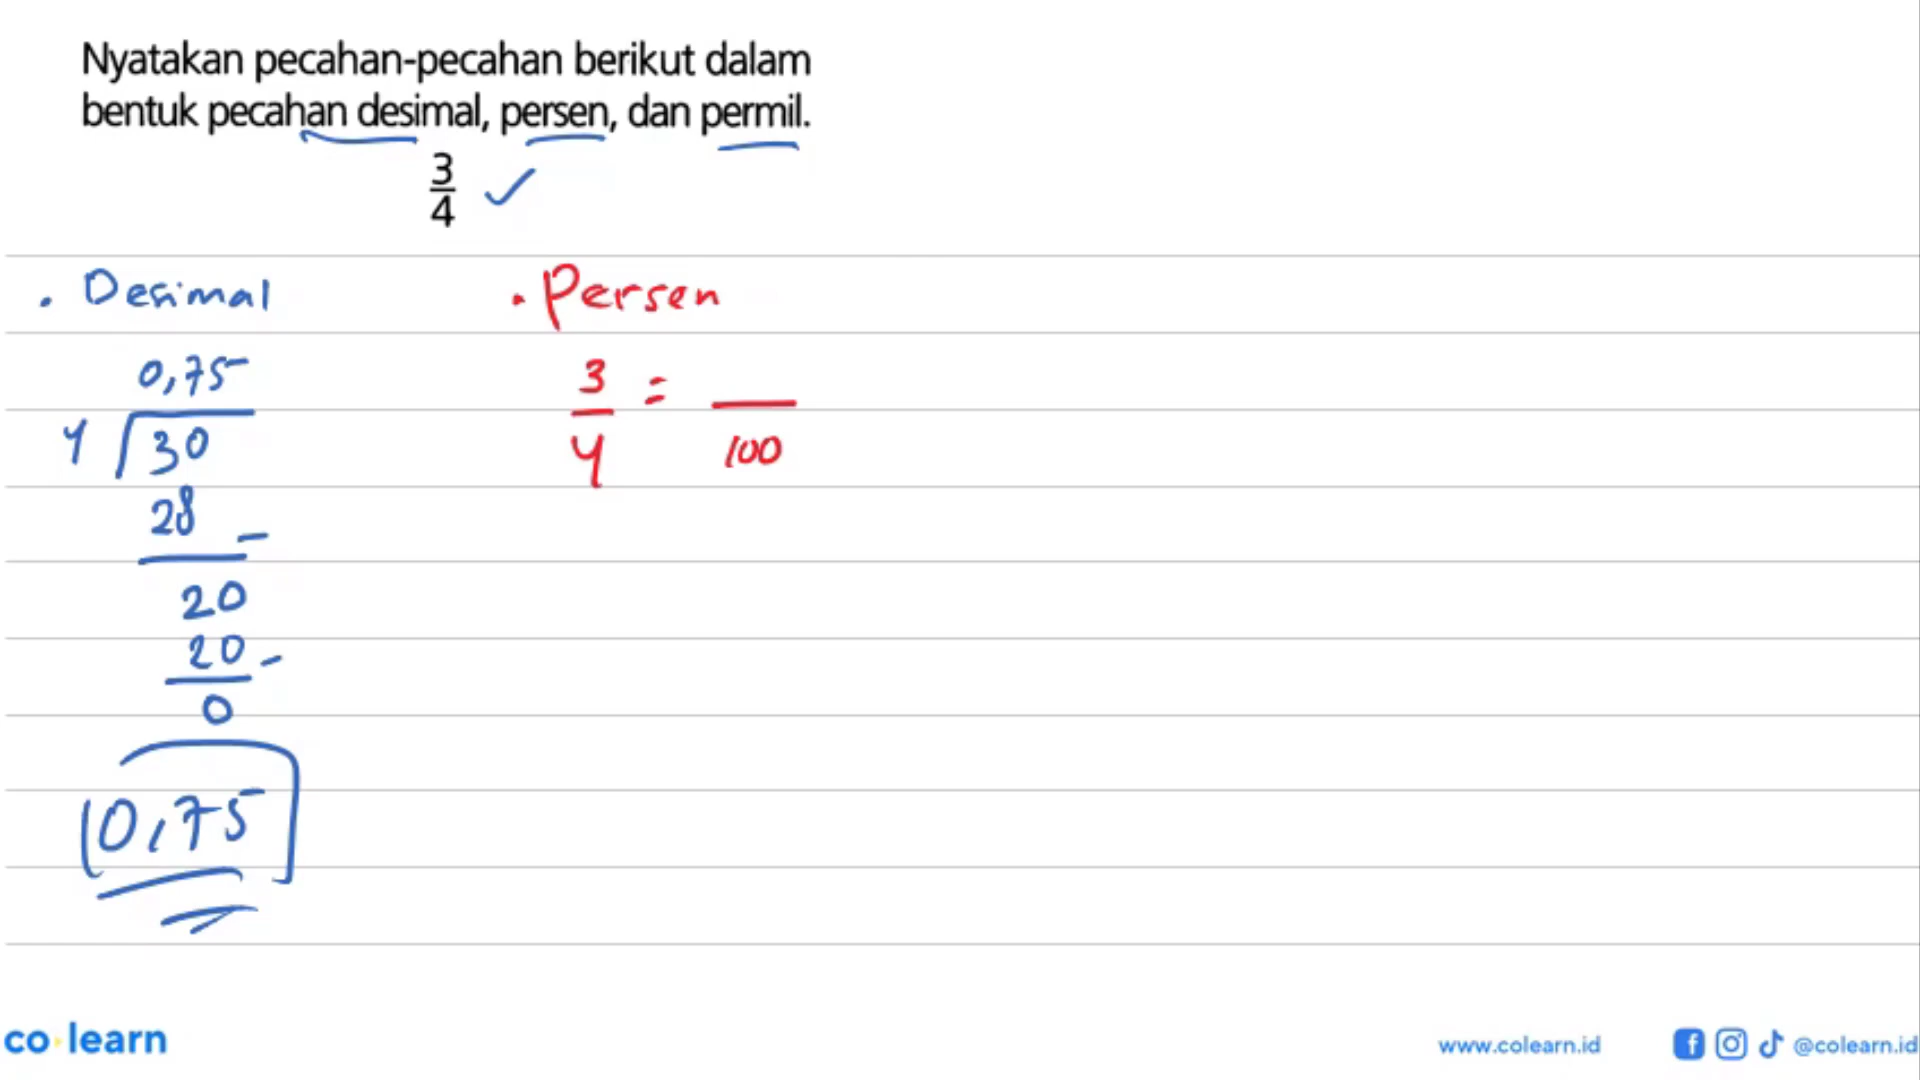 Nyatakan pecahan-pecahan berikut dalam
bentuk pecahan desimal, persen, dan permil.
3
4
. Desimal
0,75
4 30
28 -
20
20 -
0
0,75
. Persen
3 =
4 100
co learn
www.colearn.id
@colearn.id